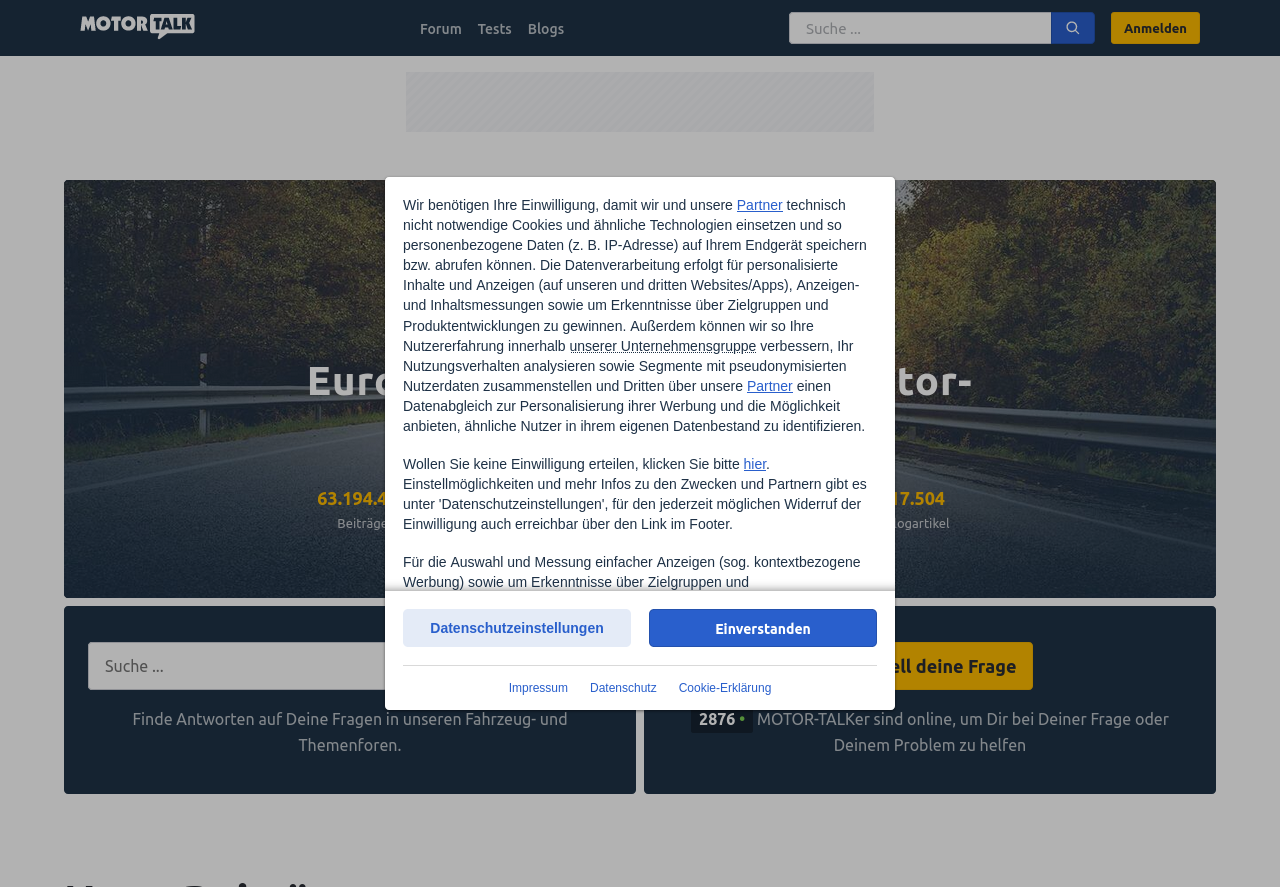 MOTOR TALK
Forum Tests Blogs
Suche ...
Anmelden
Wir benötigen Ihre Einwilligung, damit wir und unsere Partner technisch
nicht notwendige Cookies und ähnliche Technologien einsetzen und so
personenbezogene Daten (z. B. IP-Adresse) auf Ihrem Endgerät speichern
bzw. abrufen können. Die Datenverarbeitung erfolgt für personalisierte
Inhalte und Anzeigen (auf unseren und dritten Websites/Apps), Anzeigen-
und Inhaltsmessungen sowie um Erkenntnisse über Zielgruppen und
Produktentwicklungen zu gewinnen. Außerdem können wir so Ihre
Nutzererfahrung innerhalb unserer Unternehmensgruppe verbessern, Ihr
Nutzungsverhalten analysieren sowie Segmente mit pseudonymisierten
Nutzerdaten zusammenstellen und Dritten über unsere Partner einen
Datenabgleich zur Personalisierung ihrer Werbung und die Möglichkeit
anbieten, ähnliche Nutzer in ihrem eigenen Datenbestand zu identifizieren.
Wollen Sie keine Einwilligung erteilen, klicken Sie bitte hier.
Einstellmöglichkeiten und mehr Infos zu den Zwecken und Partnern gibt es
unter 'Datenschutzeinstellungen', für den jederzeit möglichen Widerruf der
Einwilligung auch erreichbar über den Link im Footer.
Für die Auswahl und Messung einfacher Anzeigen (sog. kontextbezogene
Werbung) sowie um Erkenntnisse über Zielgruppen und
Datenschutzeinstellungen
Einverstanden
Impressum Datenschutz Cookie-Erklärung
Euro
tor-
63.194.4
Beiträge
17.504
logartikel
Suche ...
Finde Antworten auf Deine Fragen in unseren Fahrzeug- und
Themenforen.
ell deine Frage
2876 • MOTOR-TALKer sind online, um Dir bei Deiner Frage oder
Deinem Problem zu helfen